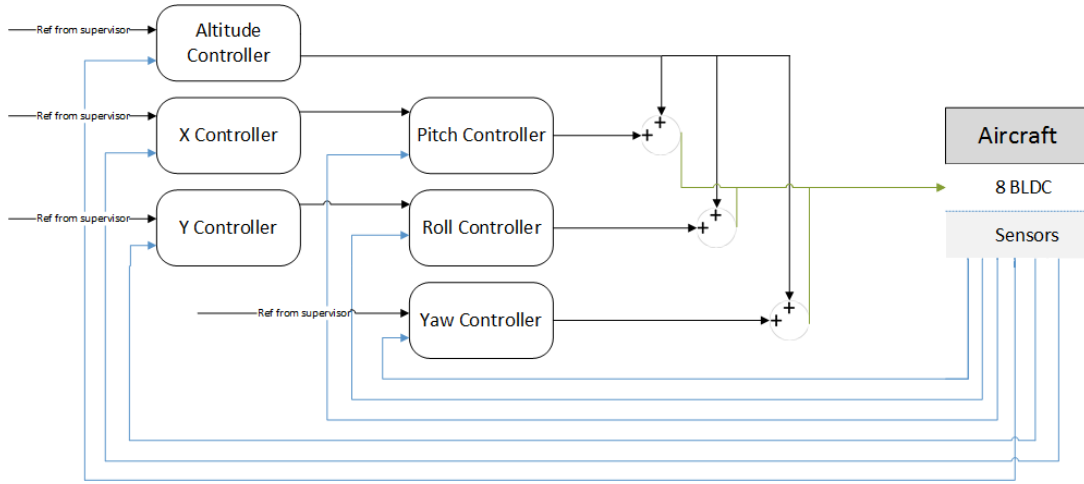 Ref from supervisor
Altitude
Controller
Ref from supervisor
X Controller
Pitch Controller
+
+
Aircraft
8 BLDC
Ref from supervisor
Y Controller
Roll Controller
+
+
Sensors
Ref from supervisor
Yaw Controller
+
+